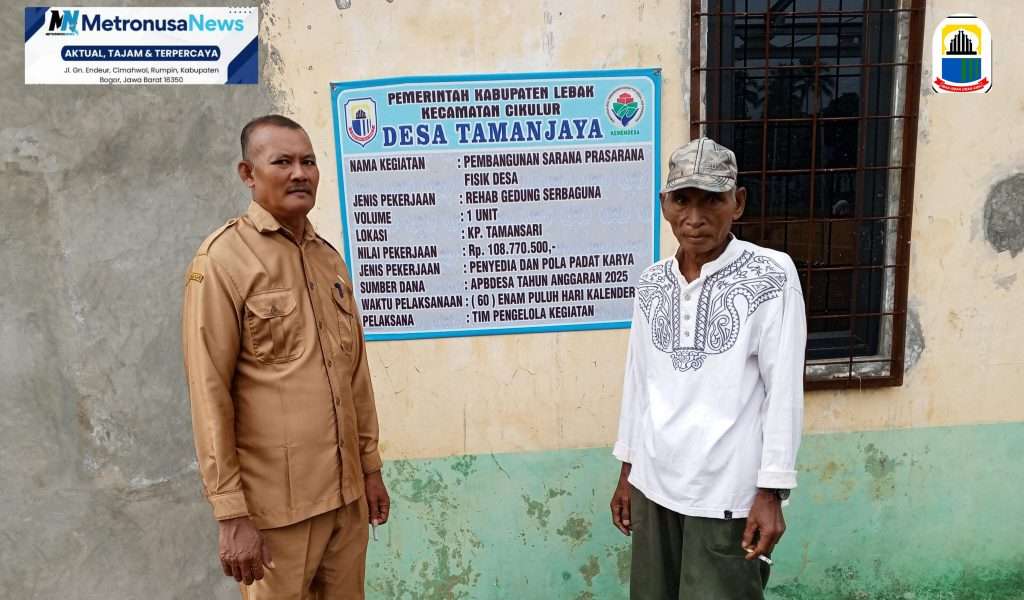 MN MetronusaNews
AKTUAL, TAJAM & TERPERCAYA
Jl. Gn. Endeur, Cimahwol, Rumpin, Kabupaten
Bogor, Jawa Barat 16350
PEMERINTAH KABUPATEN LEBAK
KECAMATAN CIKULUR
DESA TAMANJAYA
KEMENDESA
NAMA KEGIATAN : PEMBANGUNAN SARANA PRASARANA
FISIK DESA
JENIS PEKERJAAN : REHAB GEDUNG SERBAGUNA
VOLUME : 1 UNIT
LOKASI : KP. TAMANSARI
NILAI PEKERJAAN : Rp. 108.770.500,-
JENIS PEKERJAAN : PENYEDIA DAN POLA PADAT KARYA
SUMBER DANA : APBDESA TAHUN ANGGARAN 2025
WAKTU PELAKSANAAN : ( 60 ) ENAM PULUH HARI KALENDER
PELAKSANA : TIM PENGELOLA KEGIATAN